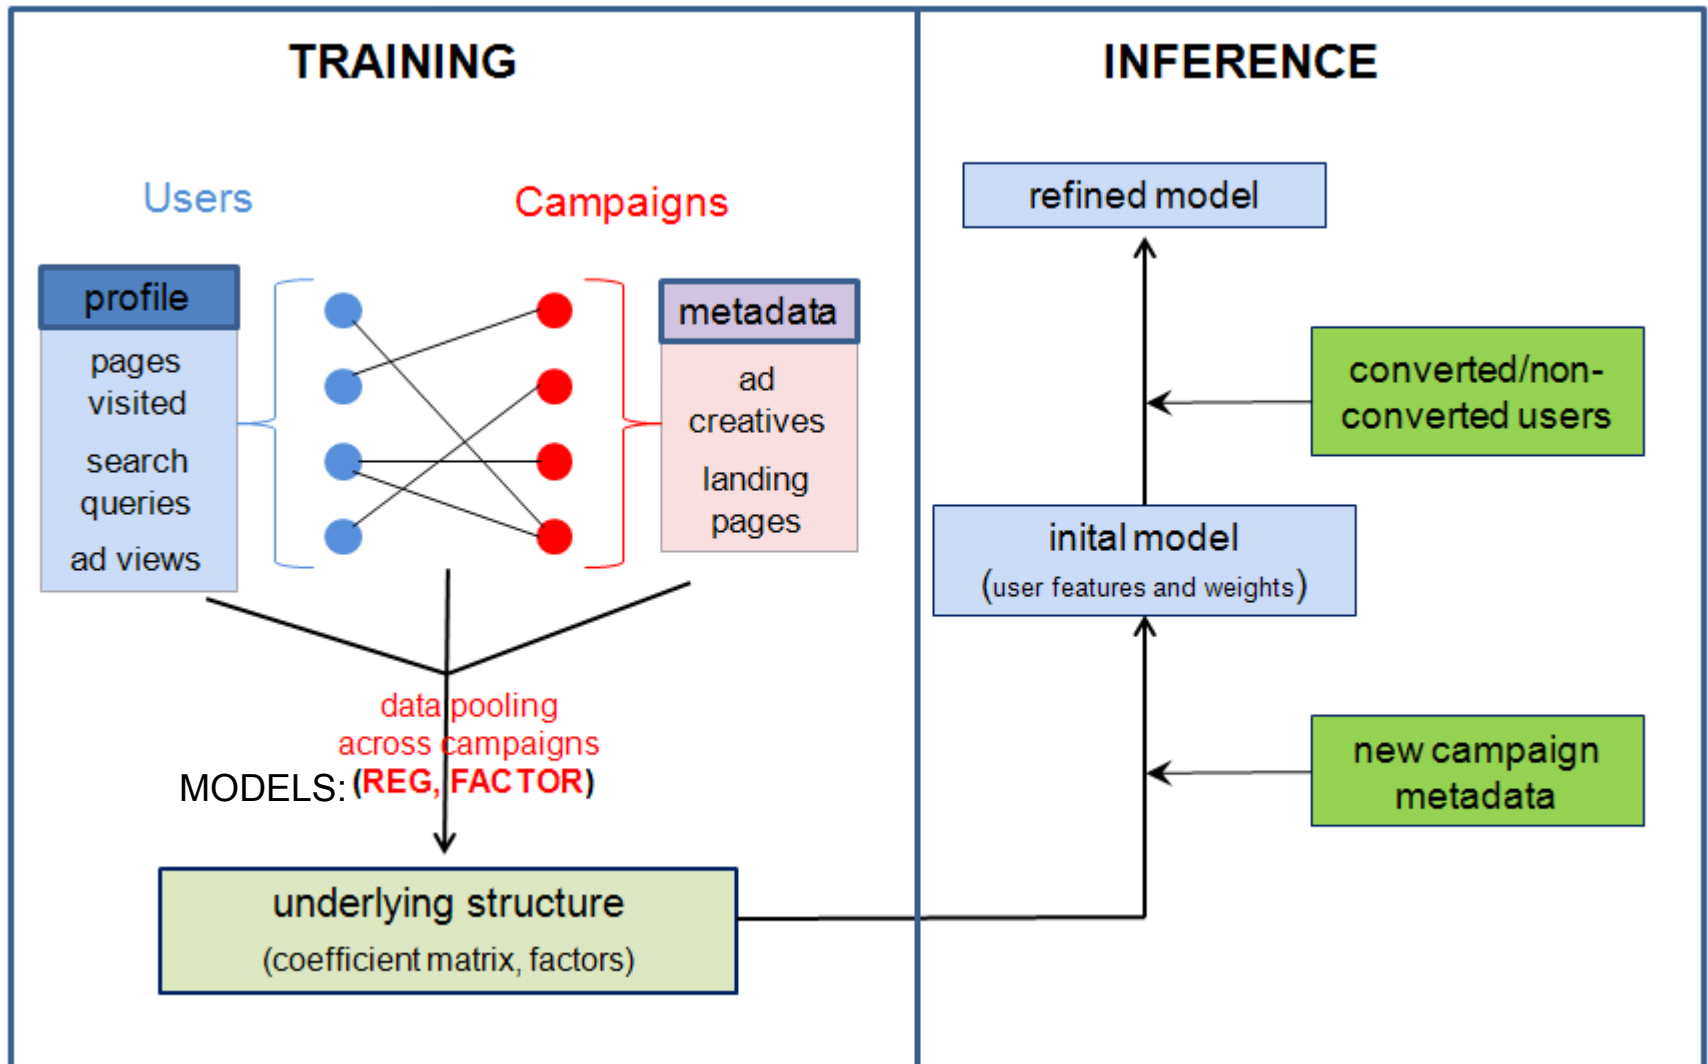 TRAINING
Users
Campaigns
profile
pages
visited
search
queries
ad views
metadata
ad
creatives
landing
pages
data pooling
across campaigns
MODELS: (REG, FACTOR)
underlying structure
(coefficient matrix, factors)
INFERENCE
refined model
converted/non-
converted users
inital model
(user features and weights)
new campaign
metadata